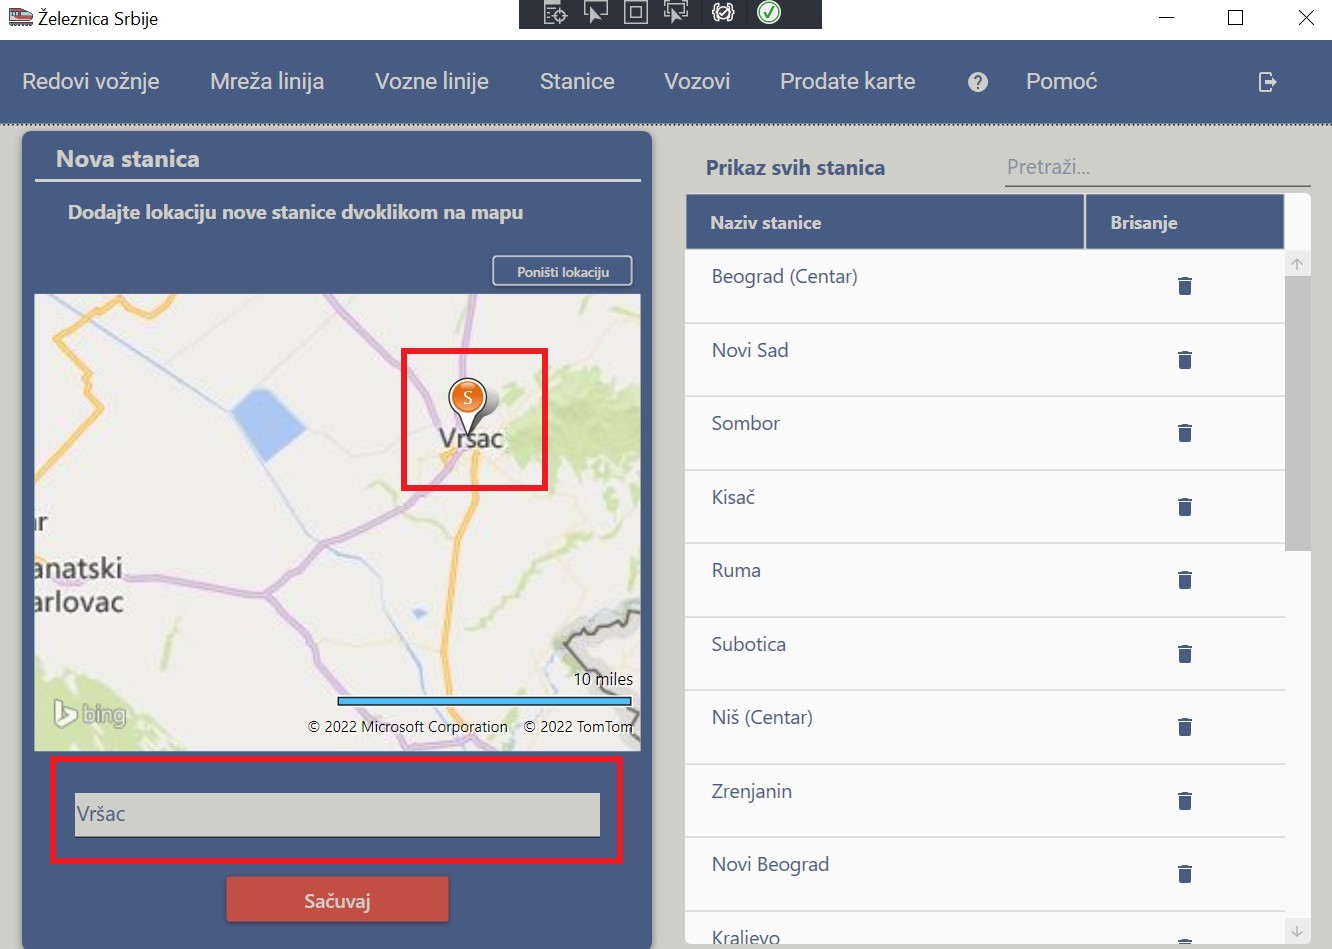 Železnica Srbije
Redovi vožnje Mreža linija Vozne linije Stanice Vozovi Prodate karte ? Pomoć
Nova stanica
Dodajte lokaciju nove stanice dvoklikom na mapu
Poništi lokaciju
S
Vršac
ar
anatski
arlovac
10 miles
bing
© 2022 Microsoft Corporation © 2022 TomTom
Vršac
Sačuvaj
Prikaz svih stanica
Pretraži...
Naziv stanice Brisanje
Beograd (Centar)
Novi Sad
Sombor
Kisač
Ruma
Subotica
Niš (Centar)
Zrenjanin
Novi Beograd
Kraljevo